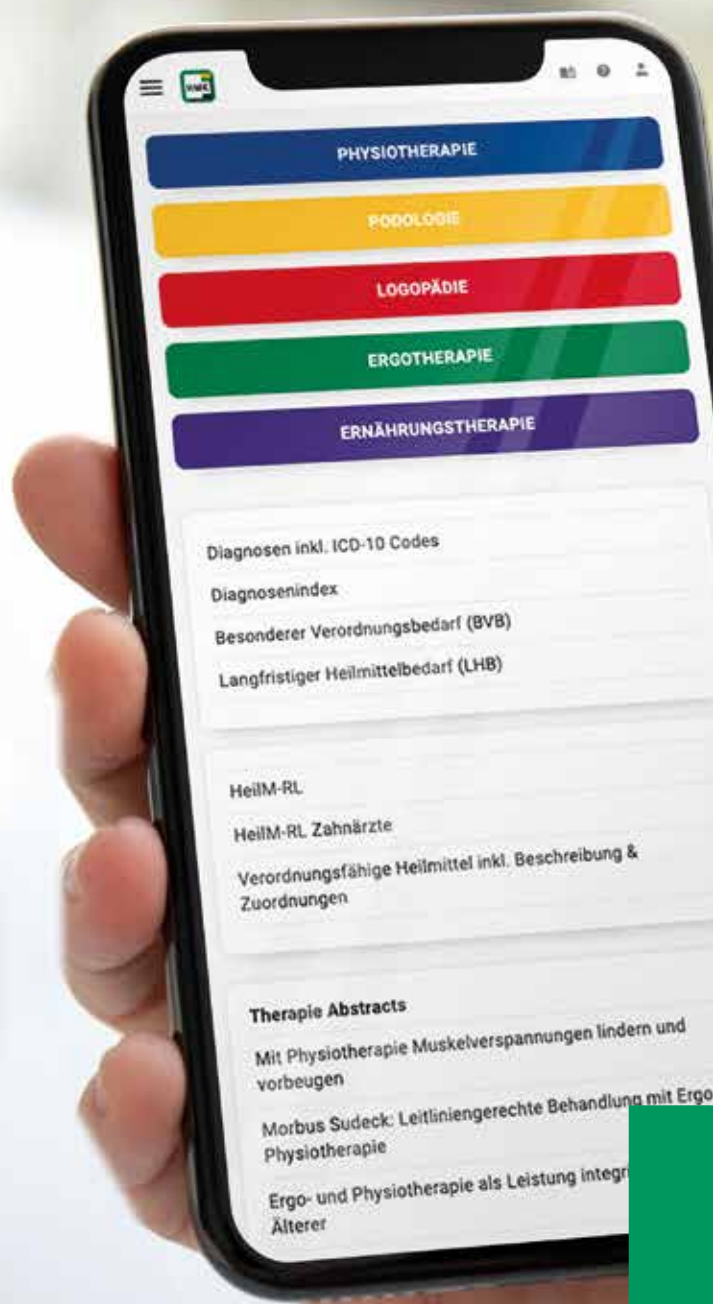 HMK
PHYSIOTHERAPIE
PODOLOGIE
LOGOPÄDIE
ERGOTHERAPIE
ERNÄHRUNGSTHERAPIE
Diagnosen inkl. ICD-10 Codes
Diagnosenindex
Besonderer Verordnungsbedarf (BVB)
Langfristiger Heilmittelbedarf (LHB)
HeilM-RL
HeilM-RL Zahnärzte
Verordnungsfähige Heilmittel inkl. Beschreibung &
Zuordnungen
Therapie Abstracts
Mit Physiotherapie Muskelverspannungen lindern und
vorbeugen
Morbus Sudeck: Leitliniengerechte Behandlung mit Ergo
Physiotherapie
Ergo- und Physiotherapie als Leistung integri
Älterer